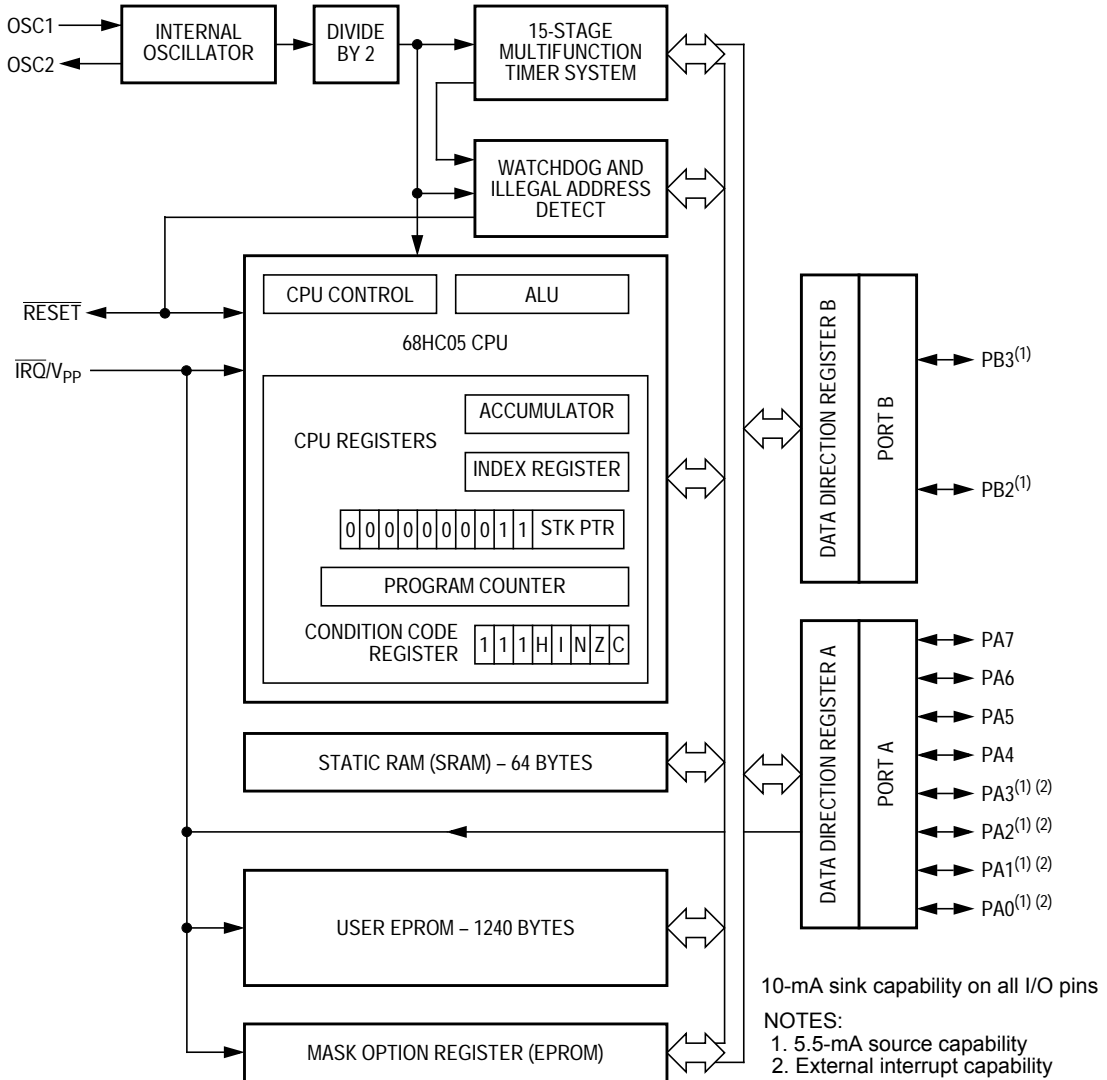 OSC1
OSC2
INTERNAL
OSCILLATOR
DIVIDE
BY 2
15-STAGE
MULTIFUNCTION
TIMER SYSTEM
WATCHDOG AND
ILLEGAL ADDRESS
DETECT
RESET
IRQ/VPP
CPU CONTROL
ALU
68HC05 CPU
ACCUMULATOR
CPU REGISTERS
INDEX REGISTER
0 0 0 0 0 0 0 0 1 1 STK PTR
PROGRAM COUNTER
CONDITION CODE
REGISTER
1 1 1 H I N Z C
STATIC RAM (SRAM) – 64 BYTES
USER EPROM – 1240 BYTES
MASK OPTION REGISTER (EPROM)
DATA DIRECTION REGISTER B
PORT B
PB3(1)
PB2(1)
DATA DIRECTION REGISTER A
PORT A
PA7
PA6
PA5
PA4
PA3(1) (2)
PA2(1) (2)
PA1(1) (2)
PA0(1) (2)
10-mA sink capability on all I/O pins
NOTES:
1. 5.5-mA source capability
2. External interrupt capability